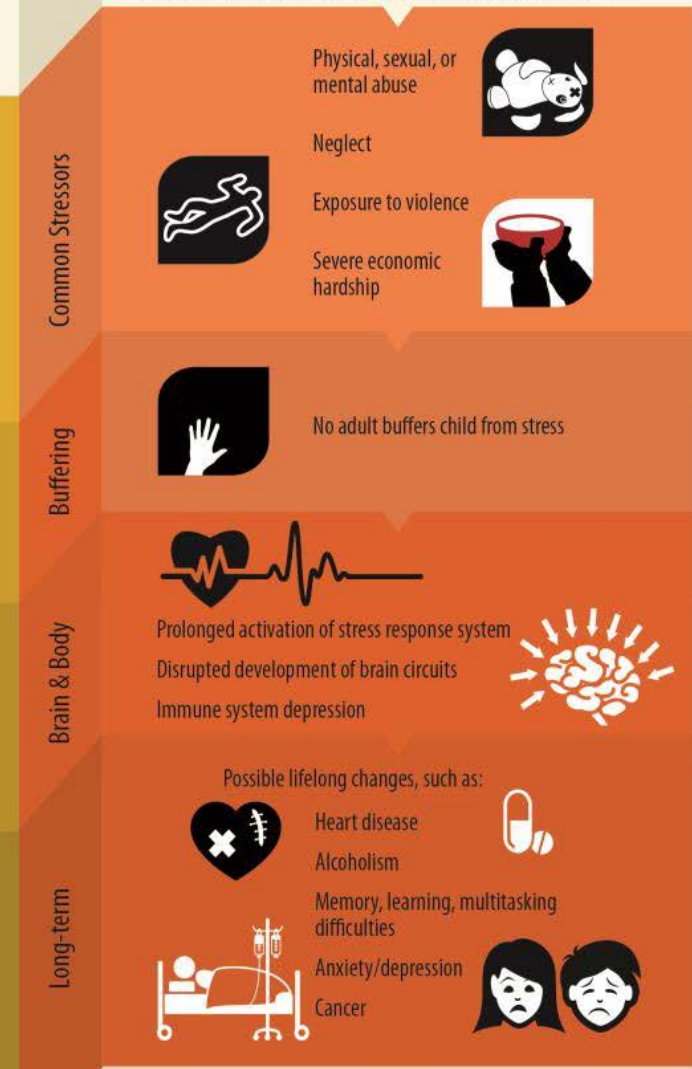 Common Stressors
Physical, sexual, or
mental abuse
Neglect
Exposure to violence
Severe economic
hardship
Buffering
No adult buffers child from stress
Brain & Body
Prolonged activation of stress response system
Disrupted development of brain circuits
Immune system depression
Long-term
Possible lifelong changes, such as:
Heart disease
Alcoholism
Memory, learning, multitasking
difficulties
Anxiety/depression
Cancer